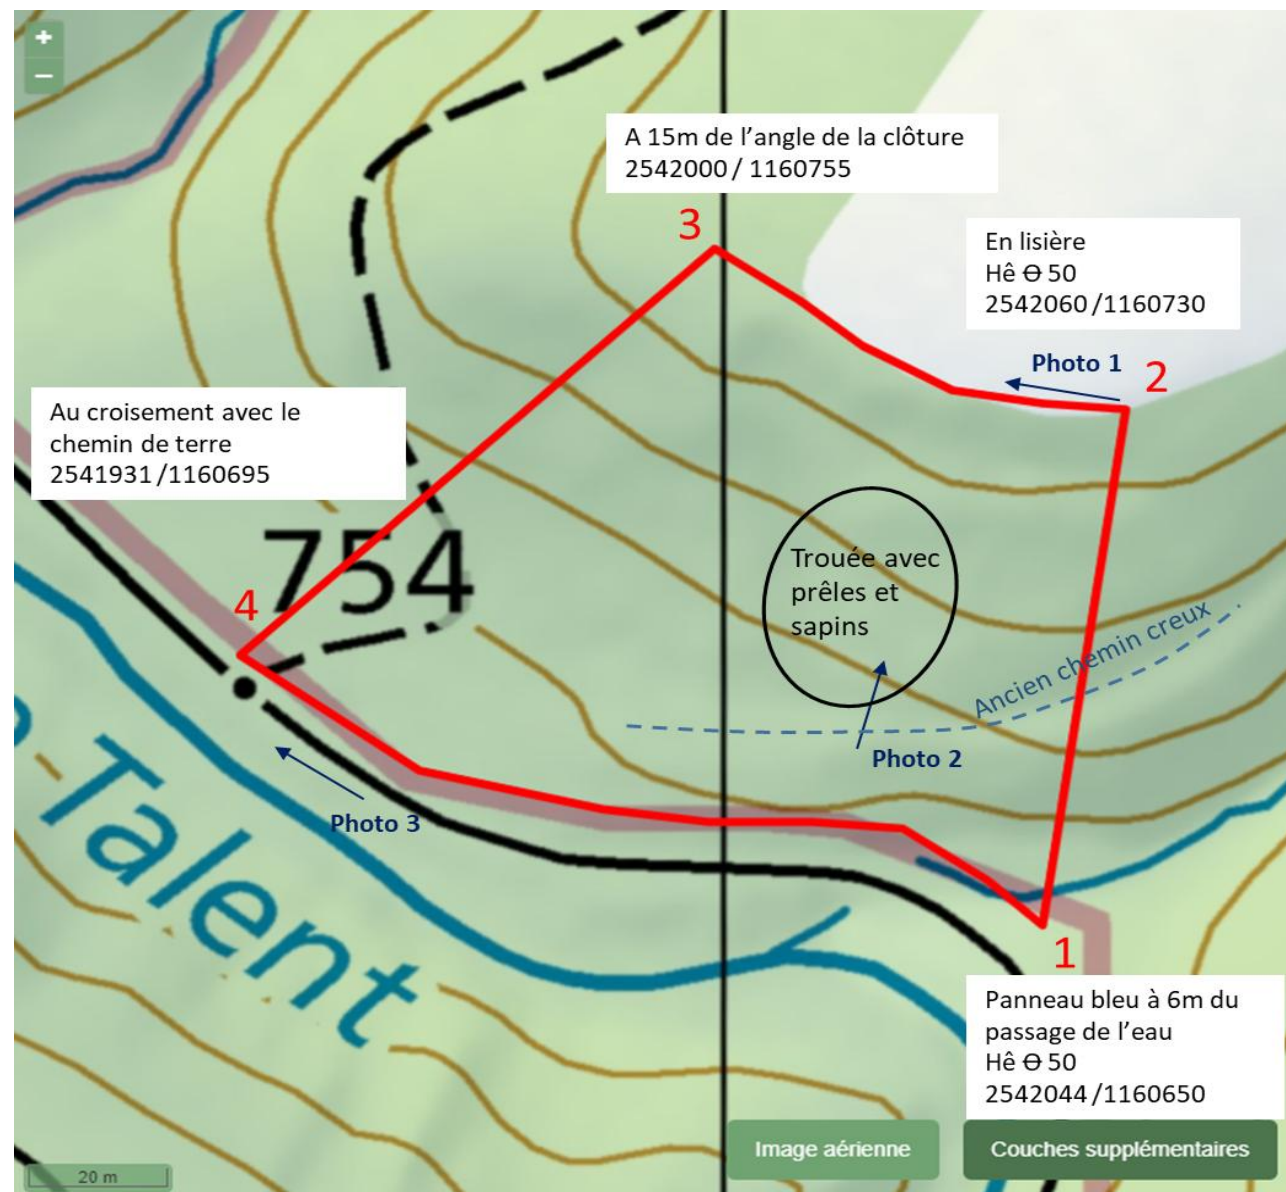 +
–
A 15m de l’angle de la clôture
2542000 / 1160755
3
En lisière
Hê Ɵ 50
2542060 /1160730
Photo 1
2
Au croisement avec le
chemin de terre
2541931 /1160695
754
4
Trouée avec
prêles et
sapins
Ancien chemin creux
Photo 2
Photo 3
Talent
1
Panneau bleu à 6m du
passage de l’eau
Hê Ɵ 50
2542044 /1160650
Image aérienne
Couches supplémentaires
20 m